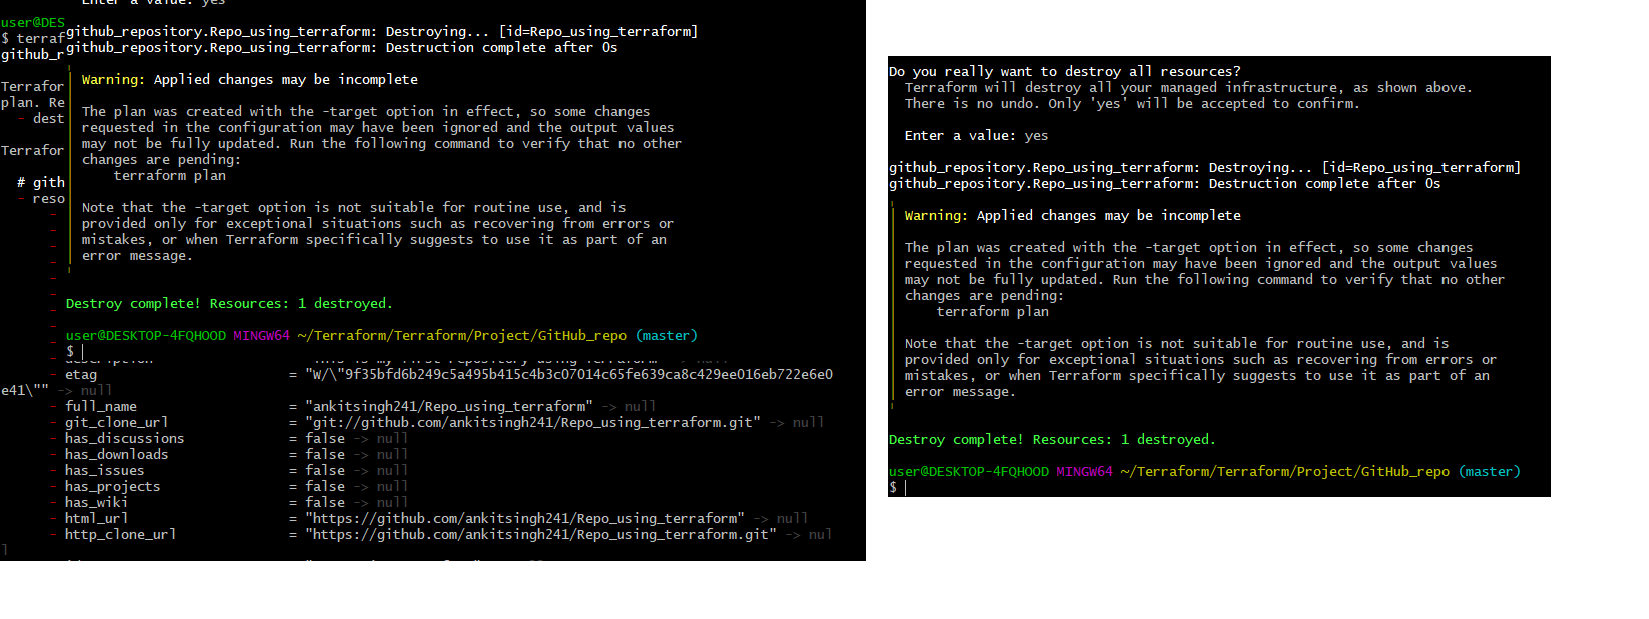 Enter a value: yes
user@DES
$ terraf
github_r
Terrafor
plan. Re
- dest
Terrafor
# gith
- reso
github_repository.Repo_using_terraform: Destroying... [id=Repo_using_terraform]
github_repository.Repo_using_terraform: Destruction complete after 0s
Warning: Applied changes may be incomplete
The plan was created with the -target option in effect, so some changes
requested in the configuration may have been ignored and the output values
may not be fully updated. Run the following command to verify that no other
changes are pending:
terraform plan
Note that the -target option is not suitable for routine use, and is
provided only for exceptional situations such as recovering from errors or
mistakes, or when Terraform specifically suggests to use it as part of an
error message.
Destroy complete! Resources: 1 destroyed.
user@DESKTOP-4FQHOOD MINGW64 ~/Terraform/Terraform/Project/GitHub_repo (master)
$
- description = "This is my first repository using Terraform" -> null
- etag = "W/\"9f35bfd6b249c5a495b415c4b3c07014c65fe639ca8c429ee016eb722e6e0
e41\"" -> null
- full_name = "ankitsingh241/Repo_using_terraform" -> null
- git_clone_url = "git://github.com/ankitsingh241/Repo_using_terraform.git" -> null
- has_discussions = false -> null
- has_downloads = false -> null
- has_issues = false -> null
- has_projects = false -> null
- has_wiki = false -> null
- html_url = "https://github.com/ankitsingh241/Repo_using_terraform" -> null
- http_clone_url = "https://github.com/ankitsingh241/Repo_using_terraform.git" -> nul
l
Do you really want to destroy all resources?
Terraform will destroy all your managed infrastructure, as shown above.
There is no undo. Only 'yes' will be accepted to confirm.
Enter a value: yes
github_repository.Repo_using_terraform: Destroying... [id=Repo_using_terraform]
github_repository.Repo_using_terraform: Destruction complete after 0s
Warning: Applied changes may be incomplete
The plan was created with the -target option in effect, so some changes
requested in the configuration may have been ignored and the output values
may not be fully updated. Run the following command to verify that no other
changes are pending:
terraform plan
Note that the -target option is not suitable for routine use, and is
provided only for exceptional situations such as recovering from errors or
mistakes, or when Terraform specifically suggests to use it as part of an
error message.
Destroy complete! Resources: 1 destroyed.
user@DESKTOP-4FQHOOD MINGW64 ~/Terraform/Terraform/Project/GitHub_repo (master)
$